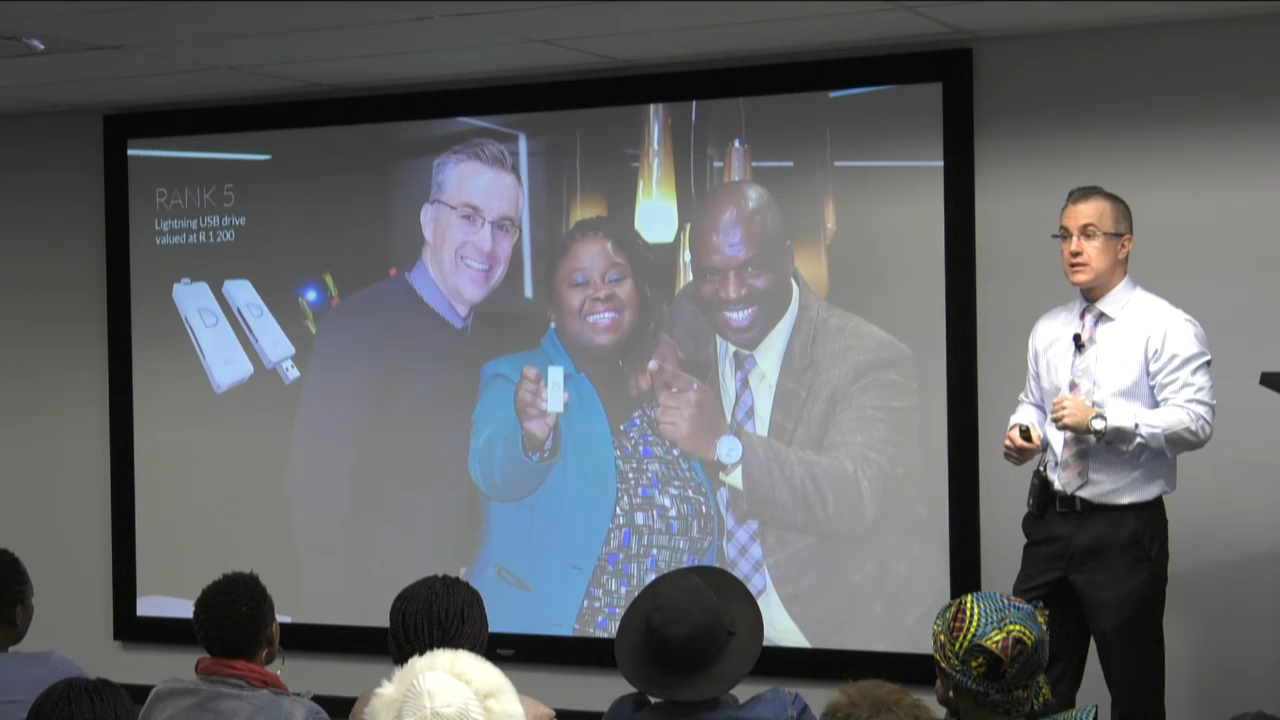 RANK 5
Lightning USB drive
valued at R 1 200
D
D